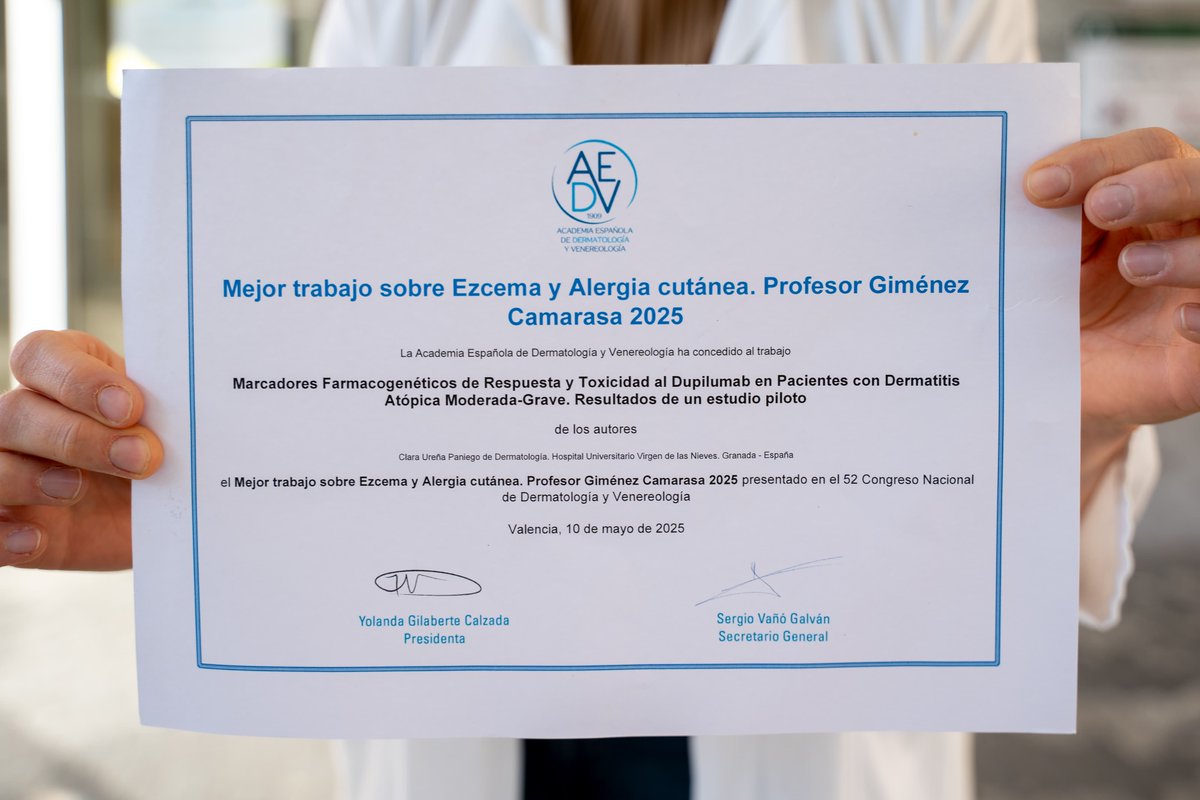 AE
DV
1909
ACADEMIA ESPAÑOLA
DE DERMATOLOGÍA
Y VENEREOLOGÍA
Mejor trabajo sobre Ezcema y Alergia cutánea. Profesor Giménez
Camarasa 2025
La Academia Española de Dermatología y Venereología ha concedido al trabajo
Marcadores Farmacogenéticos de Respuesta y Toxicidad al Dupilumab en Pacientes con Dermatitis
Atópica Moderada-Grave. Resultados de un estudio piloto
de los autores
Clara Ureña Paniego de Dermatología. Hospital Universitario Virgen de las Nieves. Granada - España
el Mejor trabajo sobre Ezcema y Alergia cutánea. Profesor Giménez Camarasa 2025 presentado en el 52 Congreso Nacional
de Dermatología y Venereología
Valencia, 10 de mayo de 2025
Yolanda Gilaberte Calzada
Presidenta
Sergio Vañó Galván
Secretario General